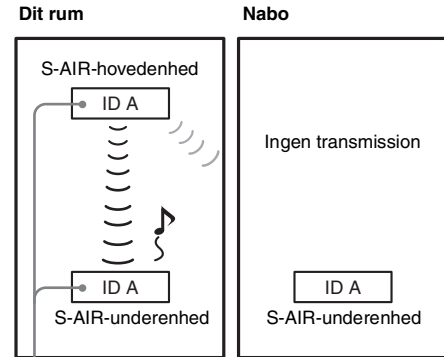 Dit rum
S-AIR-hovedenhed
ID A
ID A
S-AIR-underenhed
Nabo
Ingen transmission
ID A
S-AIR-underenhed